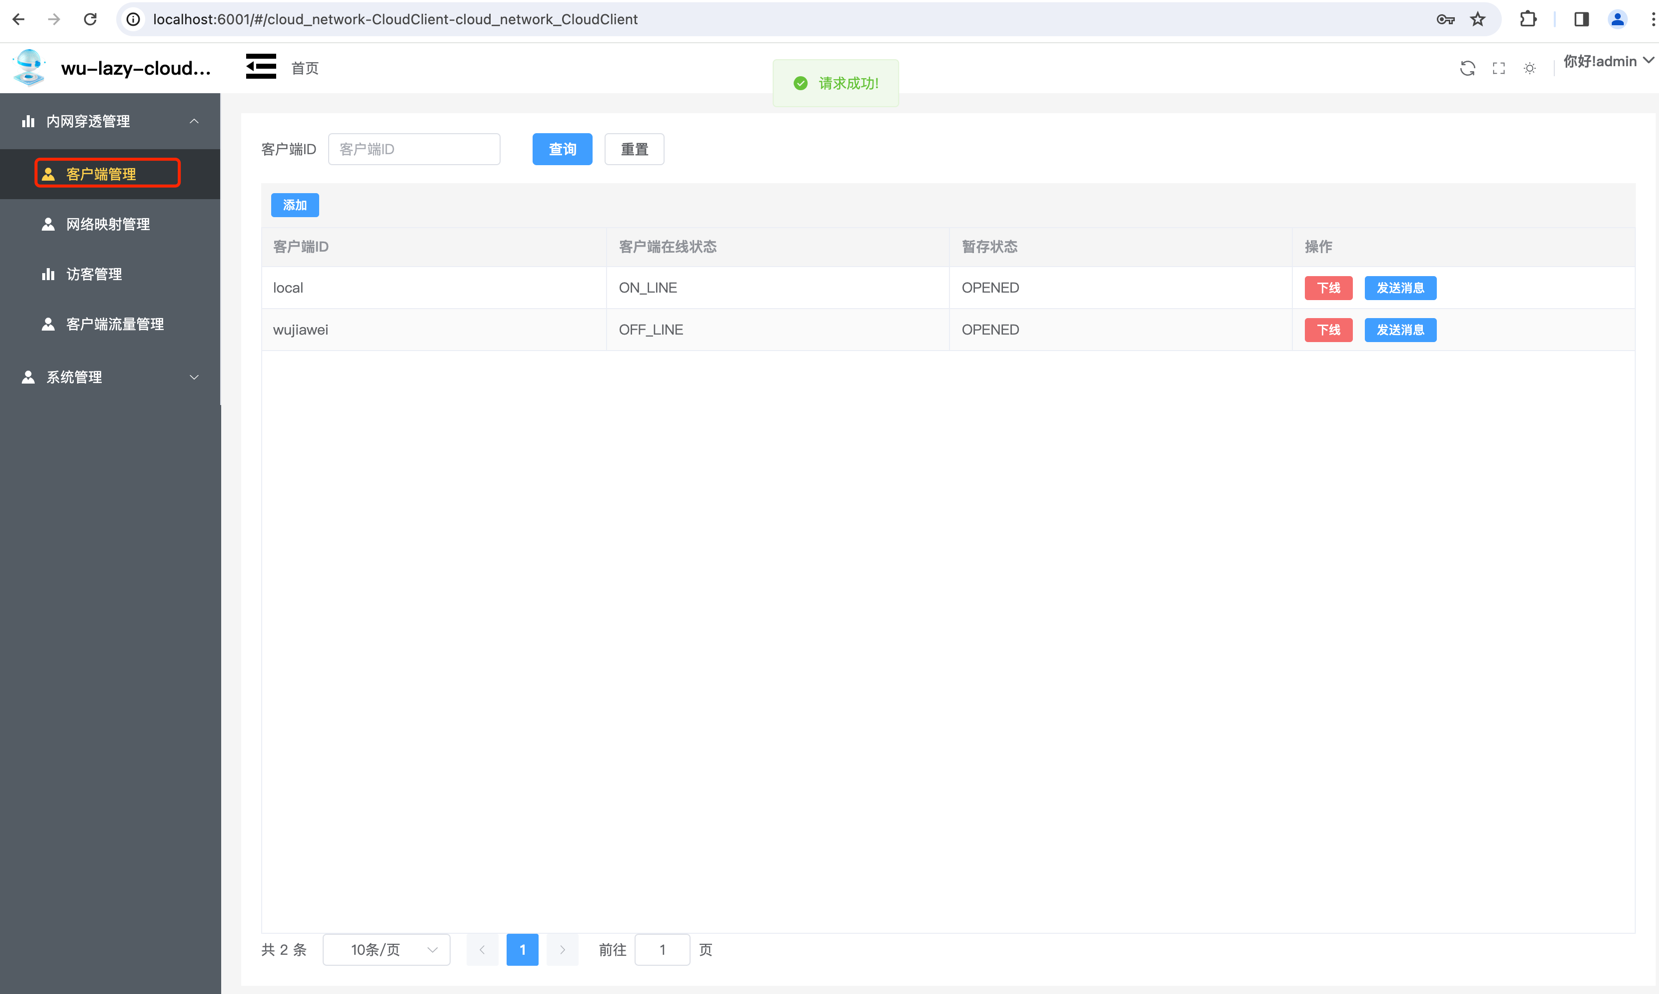 localhost:6001/#/cloud_network-CloudClient-cloud_network_CloudClient
wu-lazy-cloud...
首页
请求成功!
你好!admin
内网穿透管理
客户端管理
网络映射管理
访客管理
客户端流量管理
系统管理
客户端ID 客户端ID 查询 重置
添加
客户端ID 客户端在线状态 暂存状态 操作
local ON_LINE OPENED 下线 发送消息
wujiawei OFF_LINE OPENED 下线 发送消息
共 2 条 10条/页 1 前往 1 页